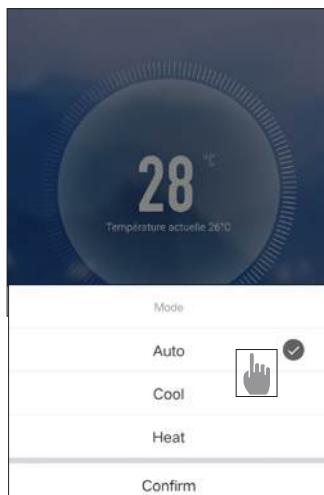 28 °C
Température actuelle 26°C
Mode
Auto
Cool
Heat
Confirm